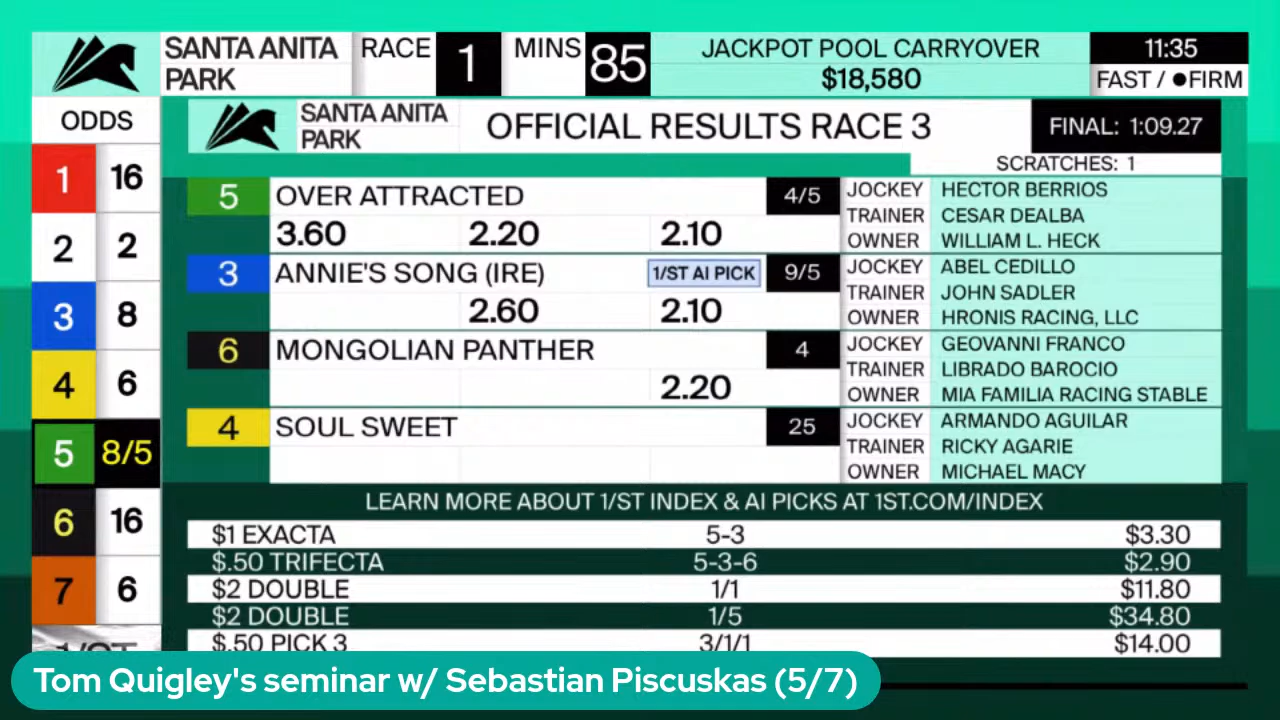 SANTA ANITA PARK RACE 1 MINS 85 JACKPOT POOL CARRYOVER $18,580 11:35 FAST / ●FIRM
ODDS
1 16
2 2
3 8
4 6
5 8/5
6 16
7 6
SANTA ANITA PARK OFFICIAL RESULTS RACE 3 FINAL: 1:09.27
SCRATCHES: 1
5 OVER ATTRACTED 4/5 JOCKEY HECTOR BERRIOS
TRAINER CESAR DEALBA
3.60 2.20 2.10 OWNER WILLIAM L. HECK
3 ANNIE'S SONG (IRE) 1/ST AI PICK 9/5 JOCKEY ABEL CEDILLO
TRAINER JOHN SADLER
2.60 2.10 OWNER HRONIS RACING, LLC
6 MONGOLIAN PANTHER 4 JOCKEY GEOVANNI FRANCO
TRAINER LIBRADO BAROCIO
2.20 OWNER MIA FAMILIA RACING STABLE
4 SOUL SWEET 25 JOCKEY ARMANDO AGUILAR
TRAINER RICKY AGARIE
OWNER MICHAEL MACY
LEARN MORE ABOUT 1/ST INDEX & AI PICKS AT 1ST.COM/INDEX
$1 EXACTA 5-3 $3.30
$.50 TRIFECTA 5-3-6 $2.90
$2 DOUBLE 1/1 $11.80
$2 DOUBLE 1/5 $34.80
$.50 PICK 3 3/1/1 $14.00
Tom Quigley's seminar w/ Sebastian Piscuskas (5/7)